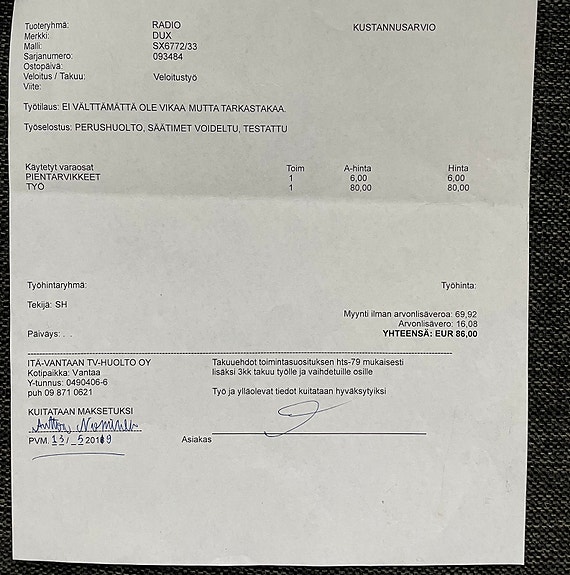 Tuoteryhmä: RADIO KUSTANNUSARVIO
Merkki: DUX
Malli: SX6772/33
Sarjanumero: 093484
Ostopäivä:
Veloitus / Takuu: Veloitustyö
Viite:
Työtilaus: EI VÄLTTÄMÄTTÄ OLE VIKAA MUTTA TARKASTAKAA.
Työselostus: PERUSHUOLTO, SÄÄTIMET VOIDELTU, TESTATTU
Käytetyt varaosat Toim A-hinta Hinta
PIENTARVIKKEET 1 6,00 6,00
TYÖ 1 80,00 80,00
Työhintaryhmä: Työhinta:
Tekijä: SH
Myynti ilman arvonlisäveroa: 69,92
Arvonlisävero: 16,08
Päiväys: . . YHTEENSÄ: EUR 86,00
ITÄ-VANTAAN TV-HUOLTO OY
Kotipaikka: Vantaa
Y-tunnus: 0490406-6
puh 09 871 0621
Takuuehdot toimintasuosituksen hts-79 mukaisesti
lisäksi 3kk takuu työlle ja vaihdetuille osille
Työ ja ylläolevat tiedot kuitataan hyväksytyiksi
KUITATAAN MAKSETUKSI
PVM. 13 / 5 2019 Asiakas